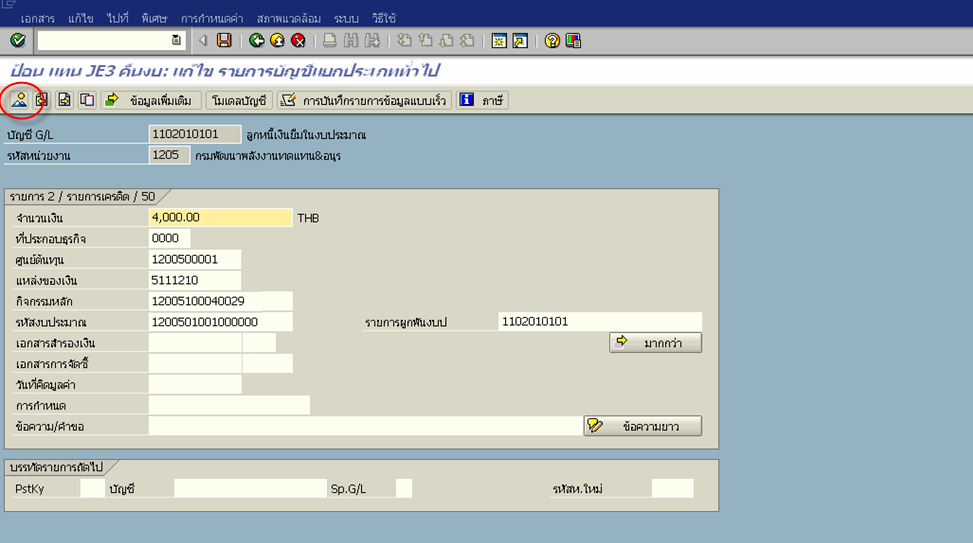 เอกสาร แก้ไข ไปที่ พิเศษ การกำหนดค่า สภาพแวดล้อม ระบบ วิธีใช้
ป้อน แทน JE3 คืนงบ: แก้ไข รายการบัญชีแยกประเภททั่วไป
ข้อมูลเพิ่มเติม โมเดลบัญชี การบันทึกรายการข้อมูลแบบเร็ว ภาษี
บัญชี G/L 1102010101 ลูกหนี้เงินยืมในงบประมาณ
รหัสหน่วยงาน 1205 กรมพัฒนาพลังงานทดแทน&อนุร
รายการ 2 / รายการเครดิต / 50
จำนวนเงิน 4,000.00 THB
ที่ประกอบธุรกิจ 0000
ศูนย์ต้นทุน 1200500001
แหล่งของเงิน 5111210
กิจกรรมหลัก 12005100040029
รหัสงบประมาณ 1200501001000000 รายการผูกพันงบป 1102010101
เอกสารสำรองเงิน มากกว่า
เอกสารการจัดซื้
วันที่คิดมูลค่า
การกำหนด
ข้อความ/คำขอ ข้อความยาว
บรรทัดรายการถัดไป
PstKy บัญชี Sp.G/L รหัสห.ใหม่